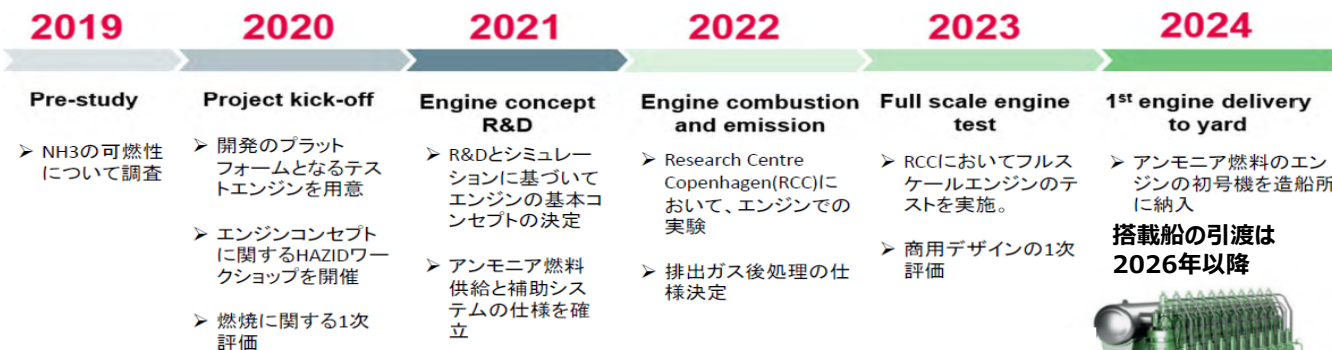 2019
Pre-study
➢ NH3の可燃性
について調査
2020
Project kick-off
➢ 開発のプラット
フォームとなるテス
トエンジンを用意
➢ エンジンコンセプト
に関するHAZIDワー
クショップを開催
➢ 燃焼に関する1次
評価
2021
Engine concept
R&D
➢ R&Dとシミュレー
ションに基づいて
エンジンの基本コ
ンセプトの決定
➢ アンモニア燃料
供給と補助シス
テムの仕様を確
立
2022
Engine combustion
and emission
➢ Research Centre
Copenhagen(RCC)に
おいて、エンジンでの
実験
➢ 排出ガス後処理の仕
様決定
2023
Full scale engine
test
➢ RCCにおいてフルス
ケールエンジンのテ
ストを実施。
➢ 商用デザインの1次
評価
2024
1st engine delivery
to yard
➢ アンモニア燃料のエン
ジンの初号機を造船所
に納入
搭載船の引渡は
2026年以降